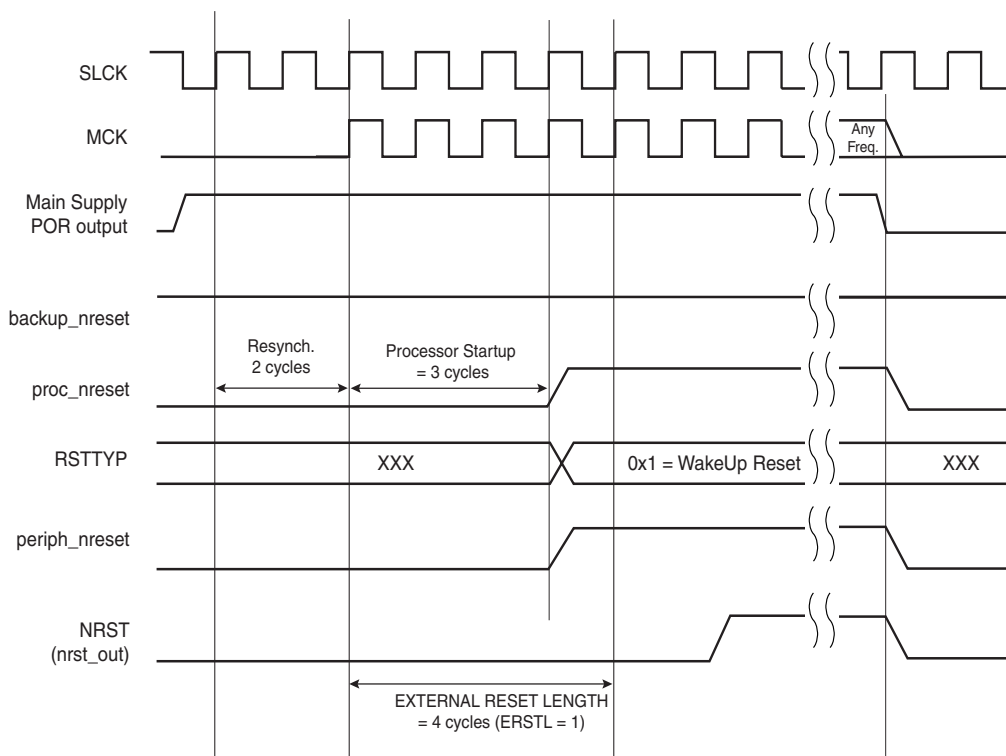 SLCK
MCK
Any
Freq.
Main Supply
POR output
backup_nreset
Resynch.
2 cycles
Processor Startup
= 3 cycles
proc_nreset
RSTTYP
XXX
0x1 = WakeUp Reset
XXX
periph_nreset
NRST
(nrst_out)
EXTERNAL RESET LENGTH
= 4 cycles (ERSTL = 1)